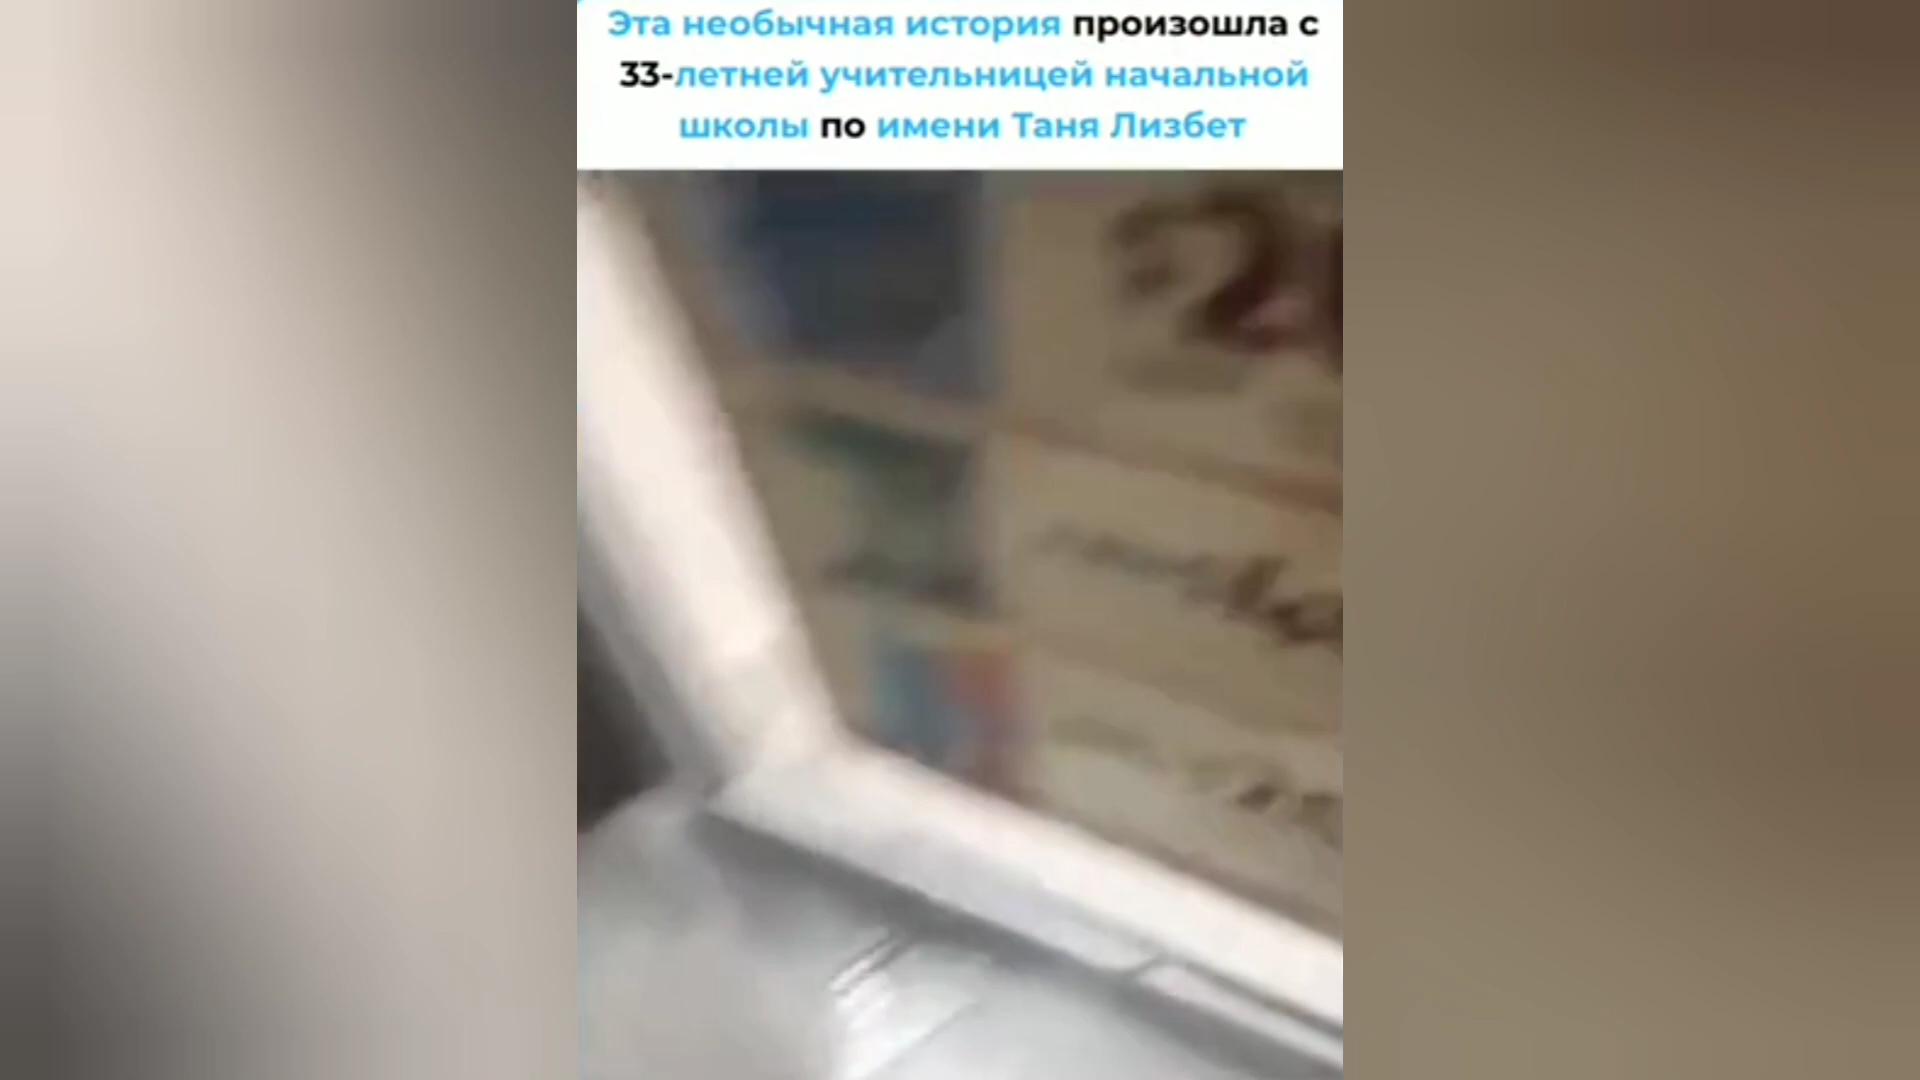 Эта необычная история произошла с
33-летней учительницей начальной
школы по имени Таня Лизбет